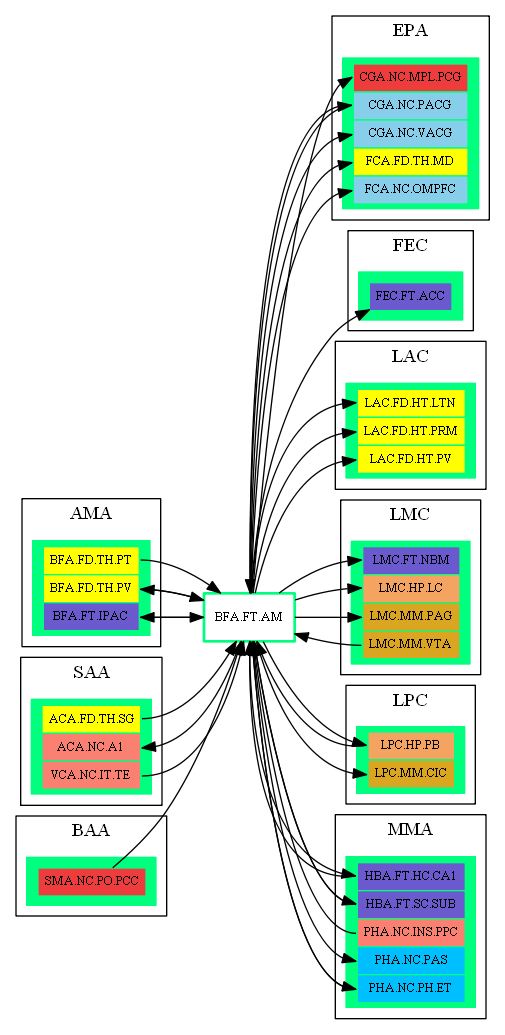 EPA
CGA.NC.MPL.PCG
CGA.NC.PACG
CGA.NC.VACG
FCA.FD.TH.MD
FCA.NC.OMPFC
FEC
FEC.FT.ACC
LAC
LAC.FD.HT.LTN
LAC.FD.HT.PRM
LAC.FD.HT.PV
AMA
BFA.FD.TH.PT
BFA.FD.TH.PV
BFA.FT.IPAC
BFA.FT.AM
LMC
LMC.FT.NBM
LMC.HP.LC
LMC.MM.PAG
LMC.MM.VTA
SAA
ACA.FD.TH.SG
ACA.NC.A1
VCA.NC.IT.TE
LPC
LPC.HP.PB
LPC.MM.CIC
BAA
SMA.NC.PO.PCC
MMA
HBA.FT.HC.CA1
HBA.FT.SC.SUB
PHA.NC.INS.PPC
PHA.NC.PAS
PHA.NC.PH.ET